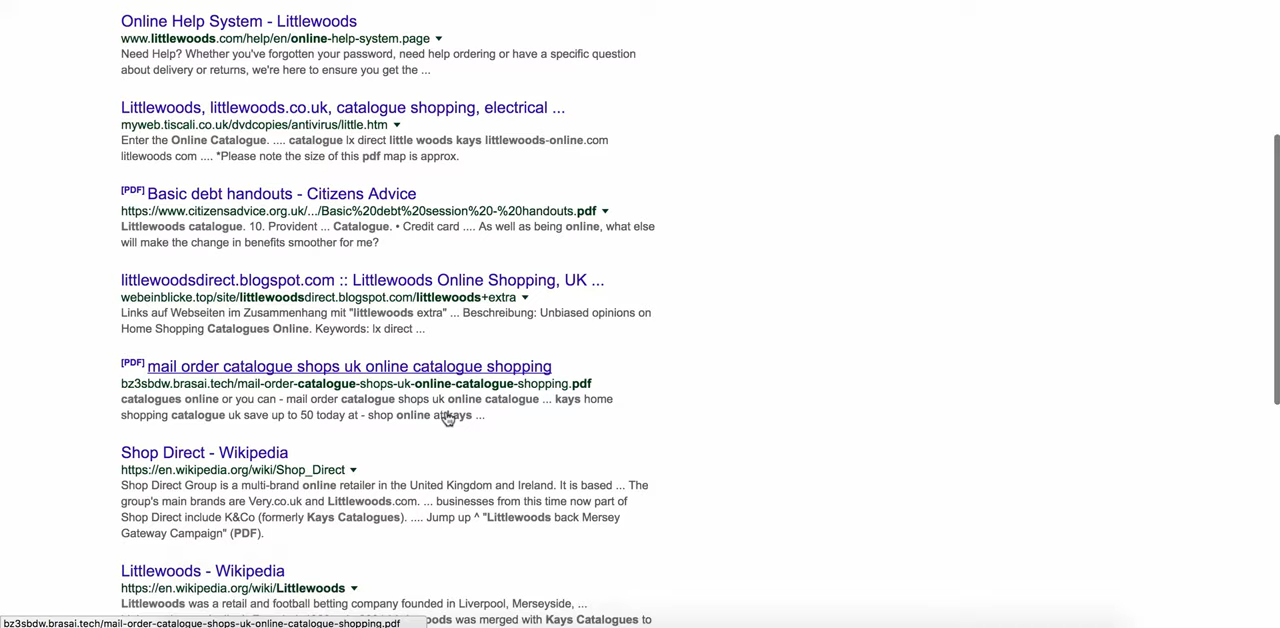 Online Help System - Littlewoods
www.littlewoods.com/help/en/online-help-system.page
Need Help? Whether you've forgotten your password, need help ordering or have a specific question
about delivery or returns, we're here to ensure you get the ...
Littlewoods, littlewoods.co.uk, catalogue shopping, electrical ...
myweb.tiscali.co.uk/dvdcopies/antivirus/little.htm
Enter the Online Catalogue. .... catalogue lx direct little woods kays littlewoods-online.com
litlewoods com .... *Please note the size of this pdf map is approx.
[PDF] Basic debt handouts - Citizens Advice
https://www.citizensadvice.org.uk/.../Basic%20debt%20session%20-%20handouts.pdf
Littlewoods catalogue. 10. Provident ... Catalogue. • Credit card .... As well as being online, what else
will make the change in benefits smoother for me?
littlewoodsdirect.blogspot.com :: Littlewoods Online Shopping, UK ...
webeinblicke.top/site/littlewoodsdirect.blogspot.com/littlewoods+extra
Links auf Webseiten im Zusammenhang mit "littlewoods extra" ... Beschreibung: Unbiased opinions on
Home Shopping Catalogues Online. Keywords: lx direct ...
[PDF] mail order catalogue shops uk online catalogue shopping
bz3sbdw.brasai.tech/mail-order-catalogue-shops-uk-online-catalogue-shopping.pdf
catalogues online or you can - mail order catalogue shops uk online catalogue ... kays home
shopping catalogue uk save up to 50 today at - shop online at kays ...
Shop Direct - Wikipedia
https://en.wikipedia.org/wiki/Shop_Direct
Shop Direct Group is a multi-brand online retailer in the United Kingdom and Ireland. It is based ... The
group's main brands are Very.co.uk and Littlewoods.com. ... businesses from this time now part of
Shop Direct include K&Co (formerly Kays Catalogues). .... Jump up ^ "Littlewoods back Mersey
Gateway Campaign" (PDF).
Littlewoods - Wikipedia
https://en.wikipedia.org/wiki/Littlewoods
Littlewoods was a retail and football betting company founded in Liverpool, Merseyside, ...
oods was merged with Kays Catalogues to
bz3sbdw.brasai.tech/mail-order-catalogue-shops-uk-online-catalogue-shopping.pdf